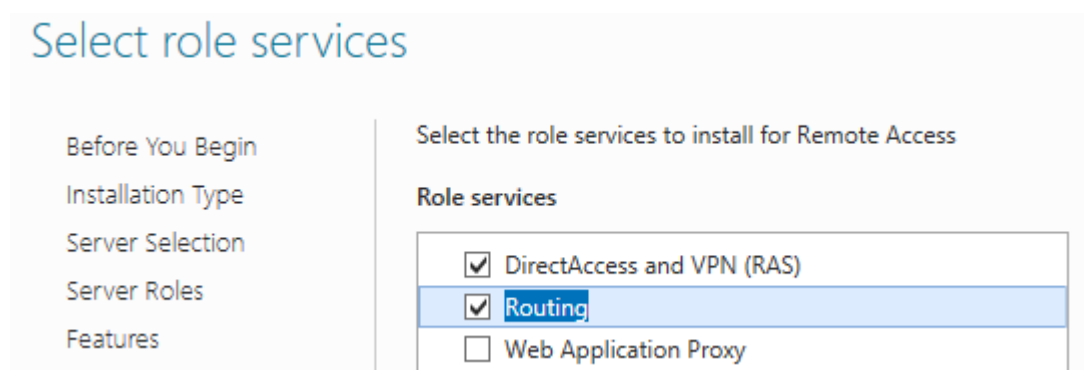 Select role services
Before You Begin
Installation Type
Server Selection
Server Roles
Features
Select the role services to install for Remote Access
Role services
DirectAccess and VPN (RAS)
Routing
Web Application Proxy